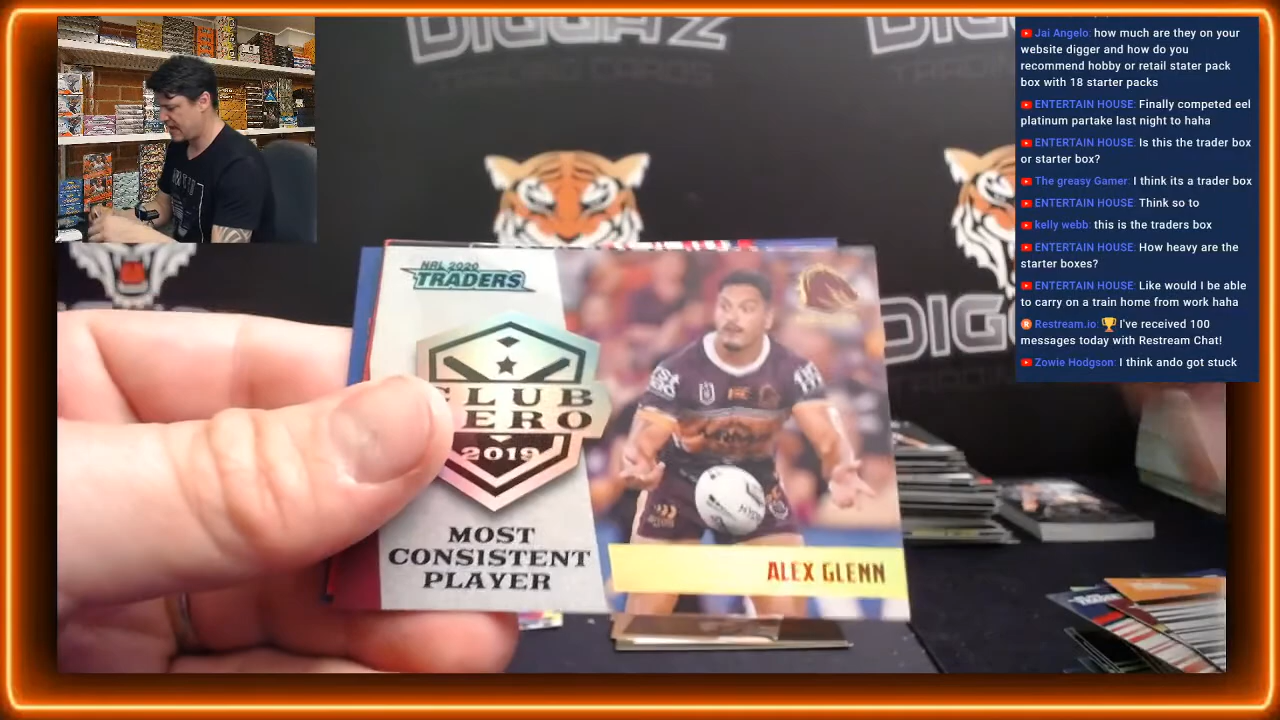 DIGGAZ
TRADING CARDS
DIGG
NRL 2020
TRADERS
CLUB
HERO
2019
MOST
CONSISTENT
PLAYER
ALEX GLENN
Jai Angelo: how much are they on your
website digger and how do you
recommend hobby or retail stater pack
box with 18 starter packs
ENTERTAIN HOUSE: Finally competed eel
platinum partake last night to haha
ENTERTAIN HOUSE: Is this the trader box
or starter box?
The greasy Gamer: I think its a trader box
ENTERTAIN HOUSE: Think so to
kelly webb: this is the traders box
ENTERTAIN HOUSE: How heavy are the
starter boxes?
ENTERTAIN HOUSE: Like would I be able
to carry on a train home from work haha
Restream.io: 🏆 I've received 100
messages today with Restream Chat!
Zowie Hodgson: I think ando got stuck